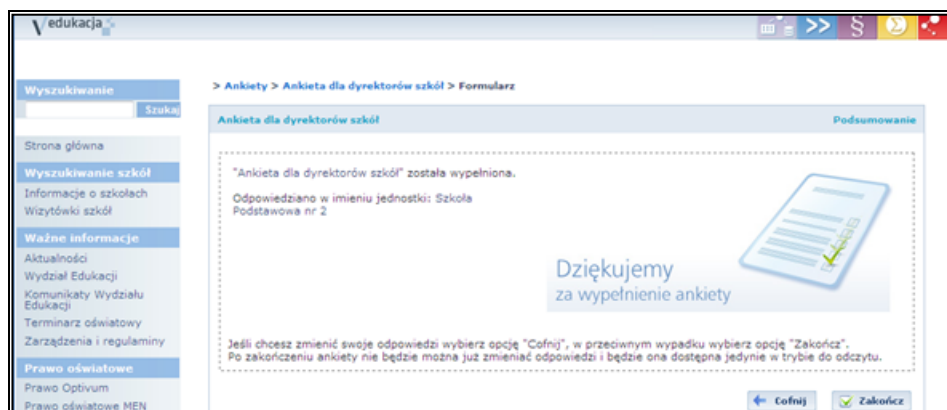 Vedukacja
>> § Σ
Wyszukiwanie
Szukaj
Strona główna
Wyszukiwanie szkół
Informacje o szkołach
Wizytówki szkół
Ważne informacje
Aktualności
Wydział Edukacji
Komunikaty Wydziału
Edukacji
Terminarz oświatowy
Zarządzenia i regulaminy
Prawo oświatowe
Prawo Optivum
Prawo oświatowe MEN
> Ankiety > Ankieta dla dyrektorów szkół > Formularz
Ankieta dla dyrektorów szkół Podsumowanie
"Ankieta dla dyrektorów szkół" została wypełniona.
Odpowiedziano w imieniu jednostki: Szkoła
Podstawowa nr 2
Dziękujemy
za wypełnienie ankiety
Jeśli chcesz zmienić swoje odpowiedzi wybierz opcję "Cofnij", w przeciwnym wypadku wybierz opcję "Zakończ".
Po zakończeniu ankiety nie będzie można już zmieniać odpowiedzi i będzie ona dostępna jedynie w trybie do odczytu.
Cofnij Zakończ